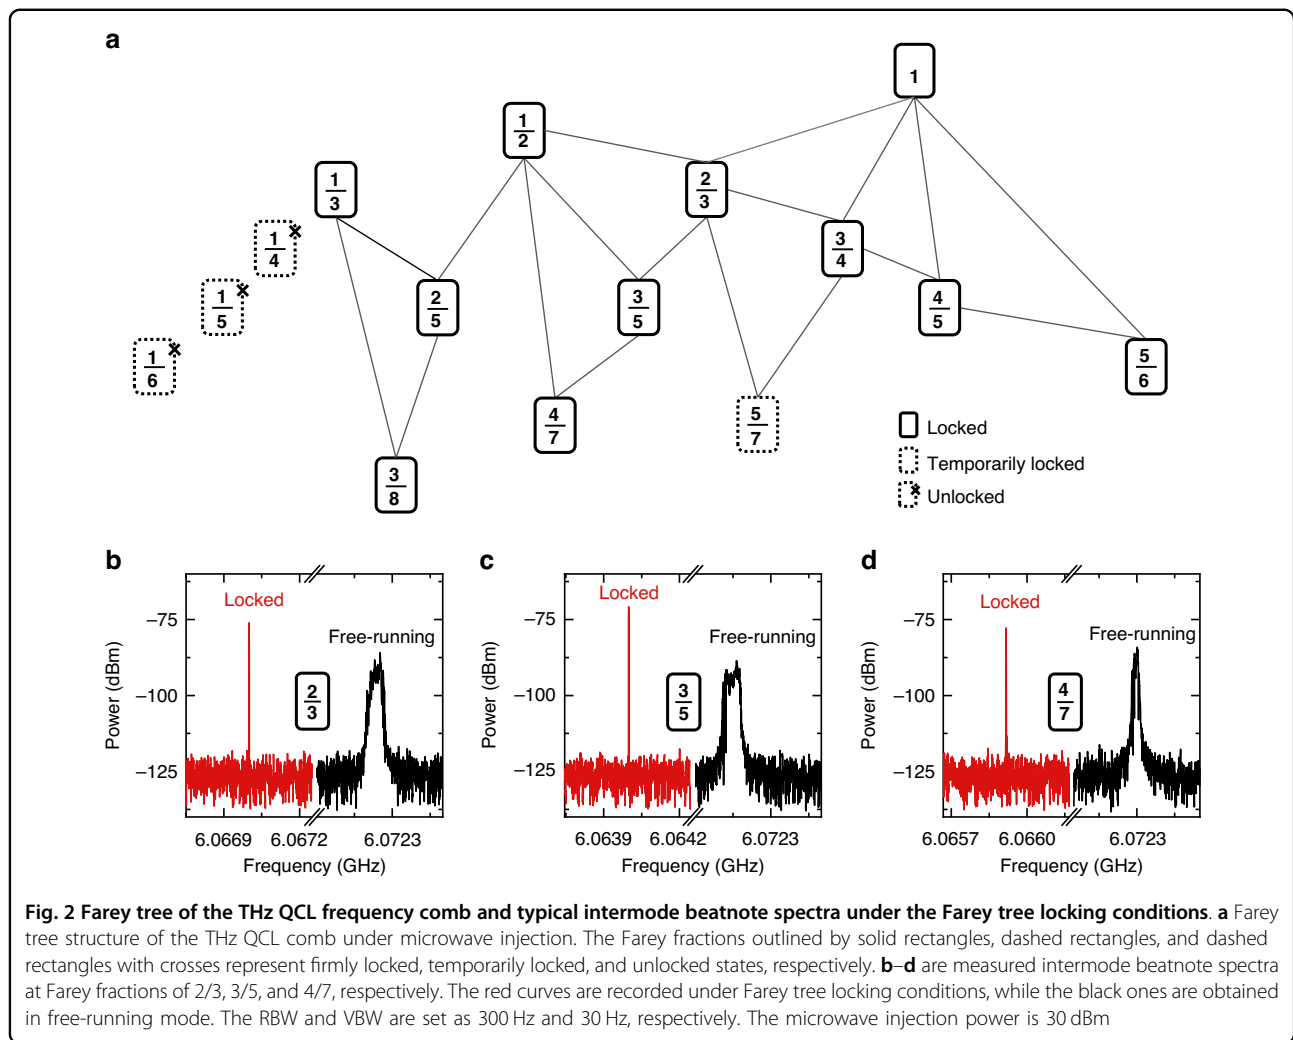 a
1
1
2
1
3
2
3
1
4
3
4
1
5
2
5
3
5
4
5
1
6
5
6
4
7
5
7
3
8
Locked
Temporarily locked
Unlocked
b
Power (dBm)
−75
−100
−125
Locked
Free-running
2
3
6.0669 6.0672 6.0723
Frequency (GHz)
c
Power (dBm)
−75
−100
−125
Locked
Free-running
3
5
6.0639 6.0642 6.0723
Frequency (GHz)
d
Power (dBm)
−75
−100
−125
Locked
Free-running
4
7
6.0657 6.0660 6.0723
Frequency (GHz)
Fig. 2 Farey tree of the THz QCL frequency comb and typical intermode beatnote spectra under the Farey tree locking conditions. a Farey
tree structure of the THz QCL comb under microwave injection. The Farey fractions outlined by solid rectangles, dashed rectangles, and dashed
rectangles with crosses represent firmly locked, temporarily locked, and unlocked states, respectively. b–d are measured intermode beatnote spectra
at Farey fractions of 2/3, 3/5, and 4/7, respectively. The red curves are recorded under Farey tree locking conditions, while the black ones are obtained
in free-running mode. The RBW and VBW are set as 300 Hz and 30 Hz, respectively. The microwave injection power is 30 dBm